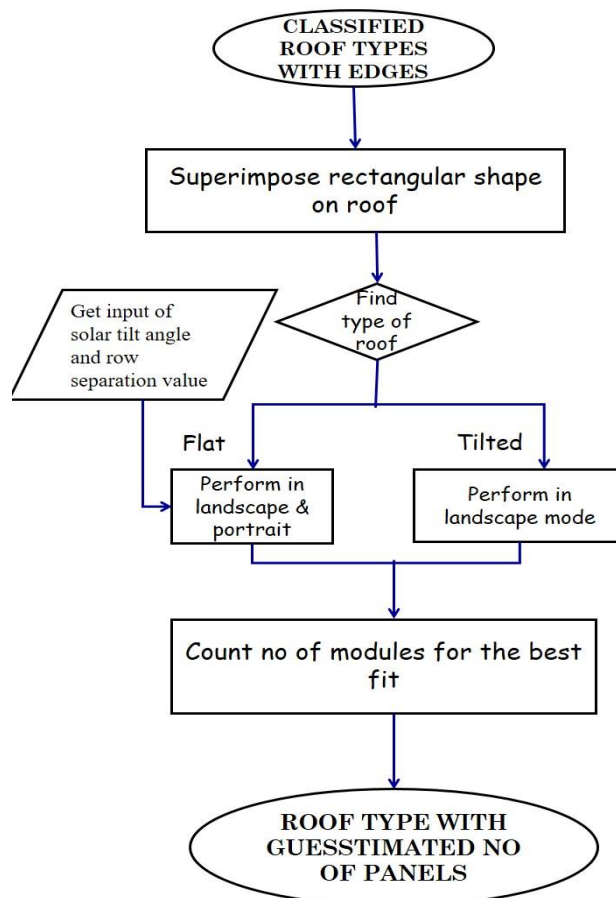 CLASSIFIED
ROOF TYPES
WITH EDGES
Superimpose rectangular shape
on roof
Find
type of
roof
Get input of
solar tilt angle
and row
separation value
Flat
Tilted
Perform in
landscape &
portrait
Perform in
landscape mode
Count no of modules for the best
fit
ROOF TYPE WITH
GUESSTIMATED NO
OF PANELS